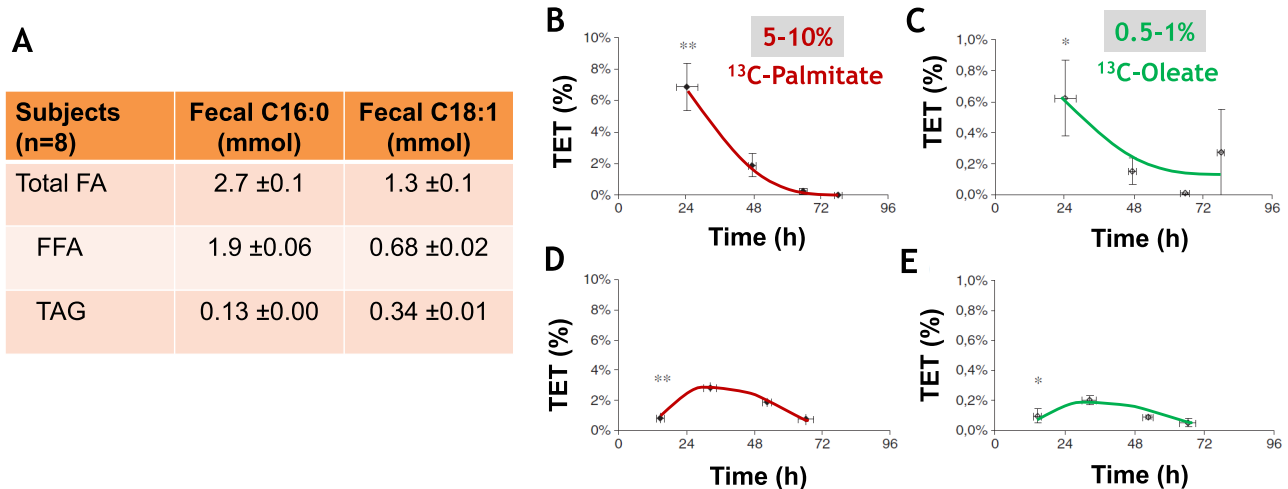 A
Subjects (n=8)
Fecal C16:0 (mmol)
Fecal C18:1 (mmol)
Total FA
2.7 ±0.1
1.3 ±0.1
FFA
1.9 ±0.06
0.68 ±0.02
TAG
0.13 ±0.00
0.34 ±0.01
B
5-10%
¹³C-Palmitate
**
TET (%)
10%
8%
6%
4%
2%
0%
0 24 48 72 96
Time (h)
C
0.5-1%
¹³C-Oleate
*
TET (%)
1,0%
0,8%
0,6%
0,4%
0,2%
0,0%
0 24 48 72 96
Time (h)
D
**
TET (%)
10%
8%
6%
4%
2%
0%
0 24 48 72 96
Time (h)
E
*
TET (%)
1,0%
0,8%
0,6%
0,4%
0,2%
0,0%
0 24 48 72 96
Time (h)